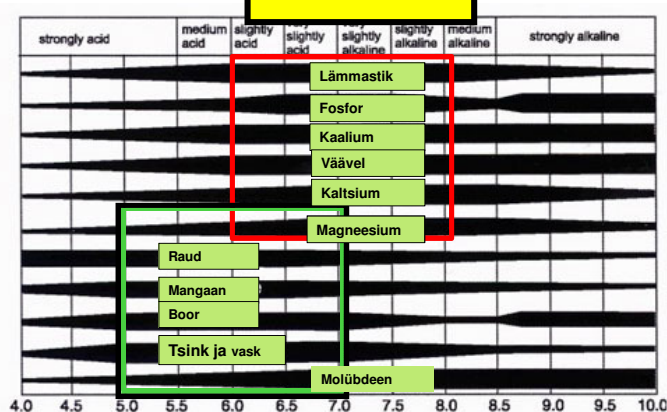 strongly acid
medium acid
slightly acid
very slightly acid
very slightly alkaline
slightly alkaline
medium alkaline
strongly alkaline
Lämmastik
Fosfor
Kaalium
Väävel
Kaltsium
Magneesium
Raud
Mangaan
Boor
Tsink ja vask
Molübdeen
4.0 4.5 5.0 5.5 6.0 6.5 7.0 7.5 8.0 8.5 9.0 9.5 10.0